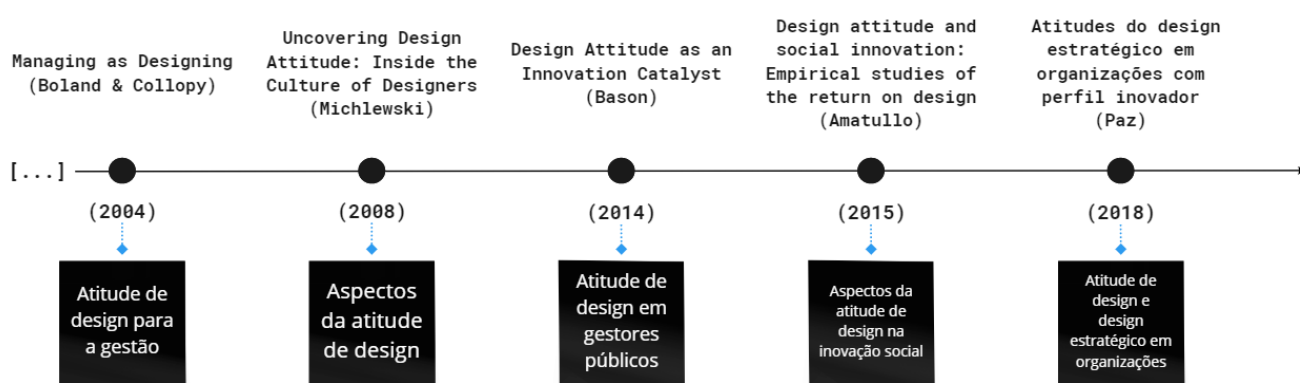 Managing as Designing
(Boland & Collopy)
Uncovering Design
Attitude: Inside the
Culture of Designers
(Michlewski)
Design Attitude as an
Innovation Catalyst
(Bason)
Design attitude and
social innovation:
Empirical studies of
the return on design
(Amatullo)
Atitudes do design
estratégico em
organizações com
perfil inovador
(Paz)
[...]
(2004)
(2008)
(2014)
(2015)
(2018)
Atitude de
design para
a gestão
Aspectos
da atitude
de design
Atitude de
design em
gestores
públicos
Aspectos da
atitude de
design na
inovação social
Atitude de
design e
design
estratégico em
organizações